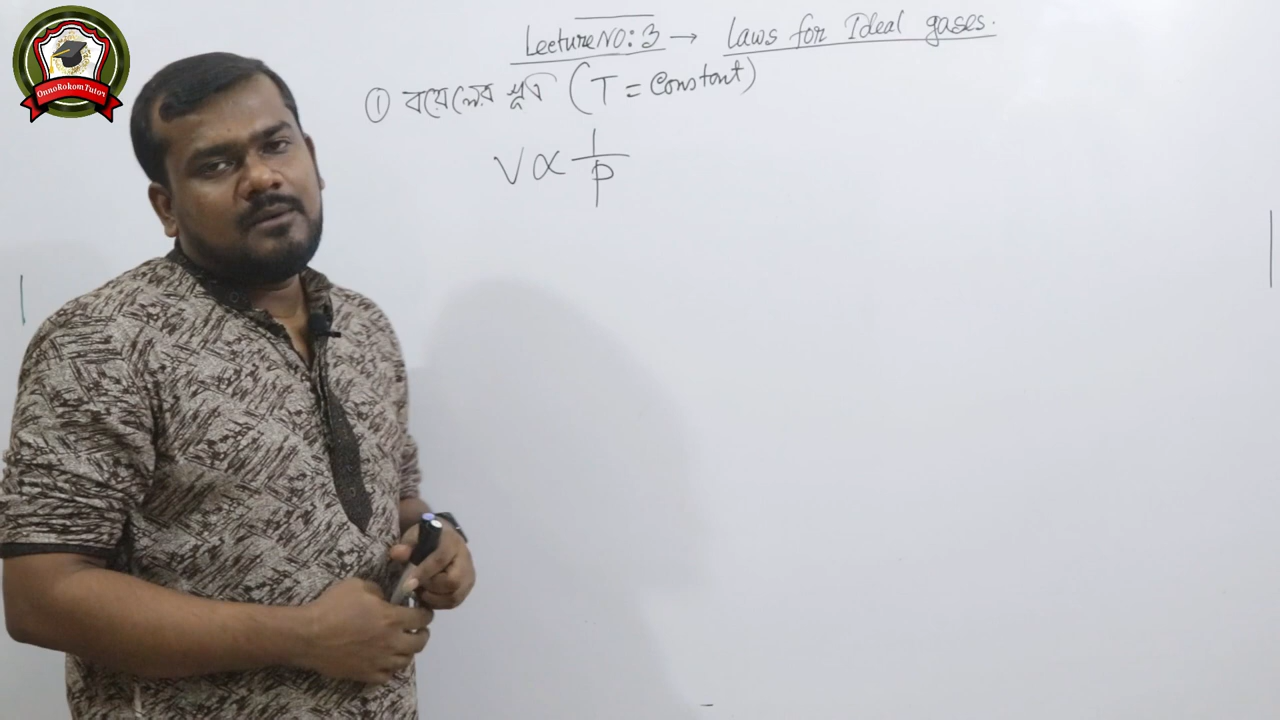 OnnoRokomTutor
Lecture NO: 3 → Laws for Ideal gases.
① বয়েলের সূত্র (T = Constant)
V ∝ 1/P